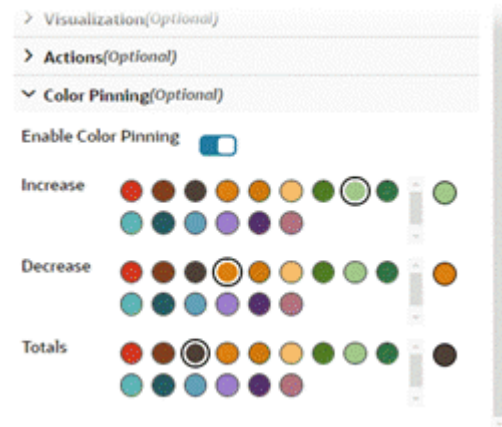 Visualization(Optional)
Actions(Optional)
Color Pinning(Optional)
Enable Color Pinning
Increase
Decrease
Totals